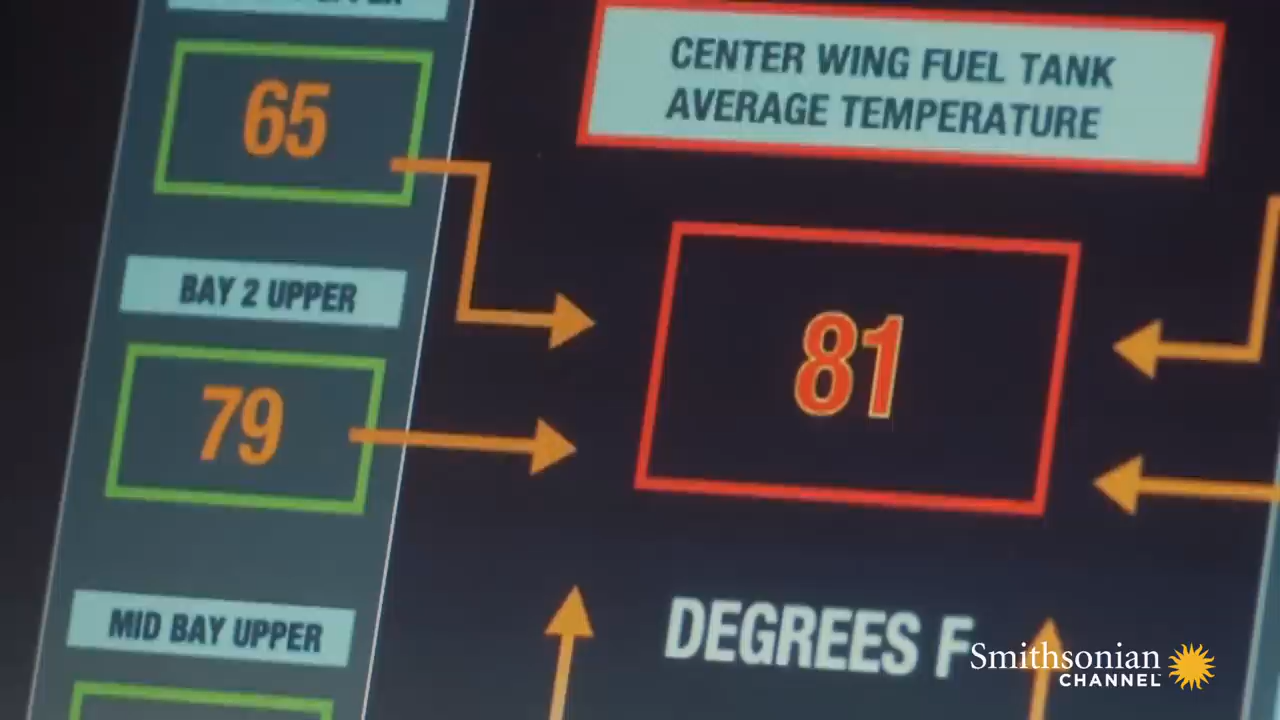 65
BAY 2 UPPER
79
MID BAY UPPER
CENTER WING FUEL TANK
AVERAGE TEMPERATURE
81
DEGREES F
Smithsonian
CHANNEL